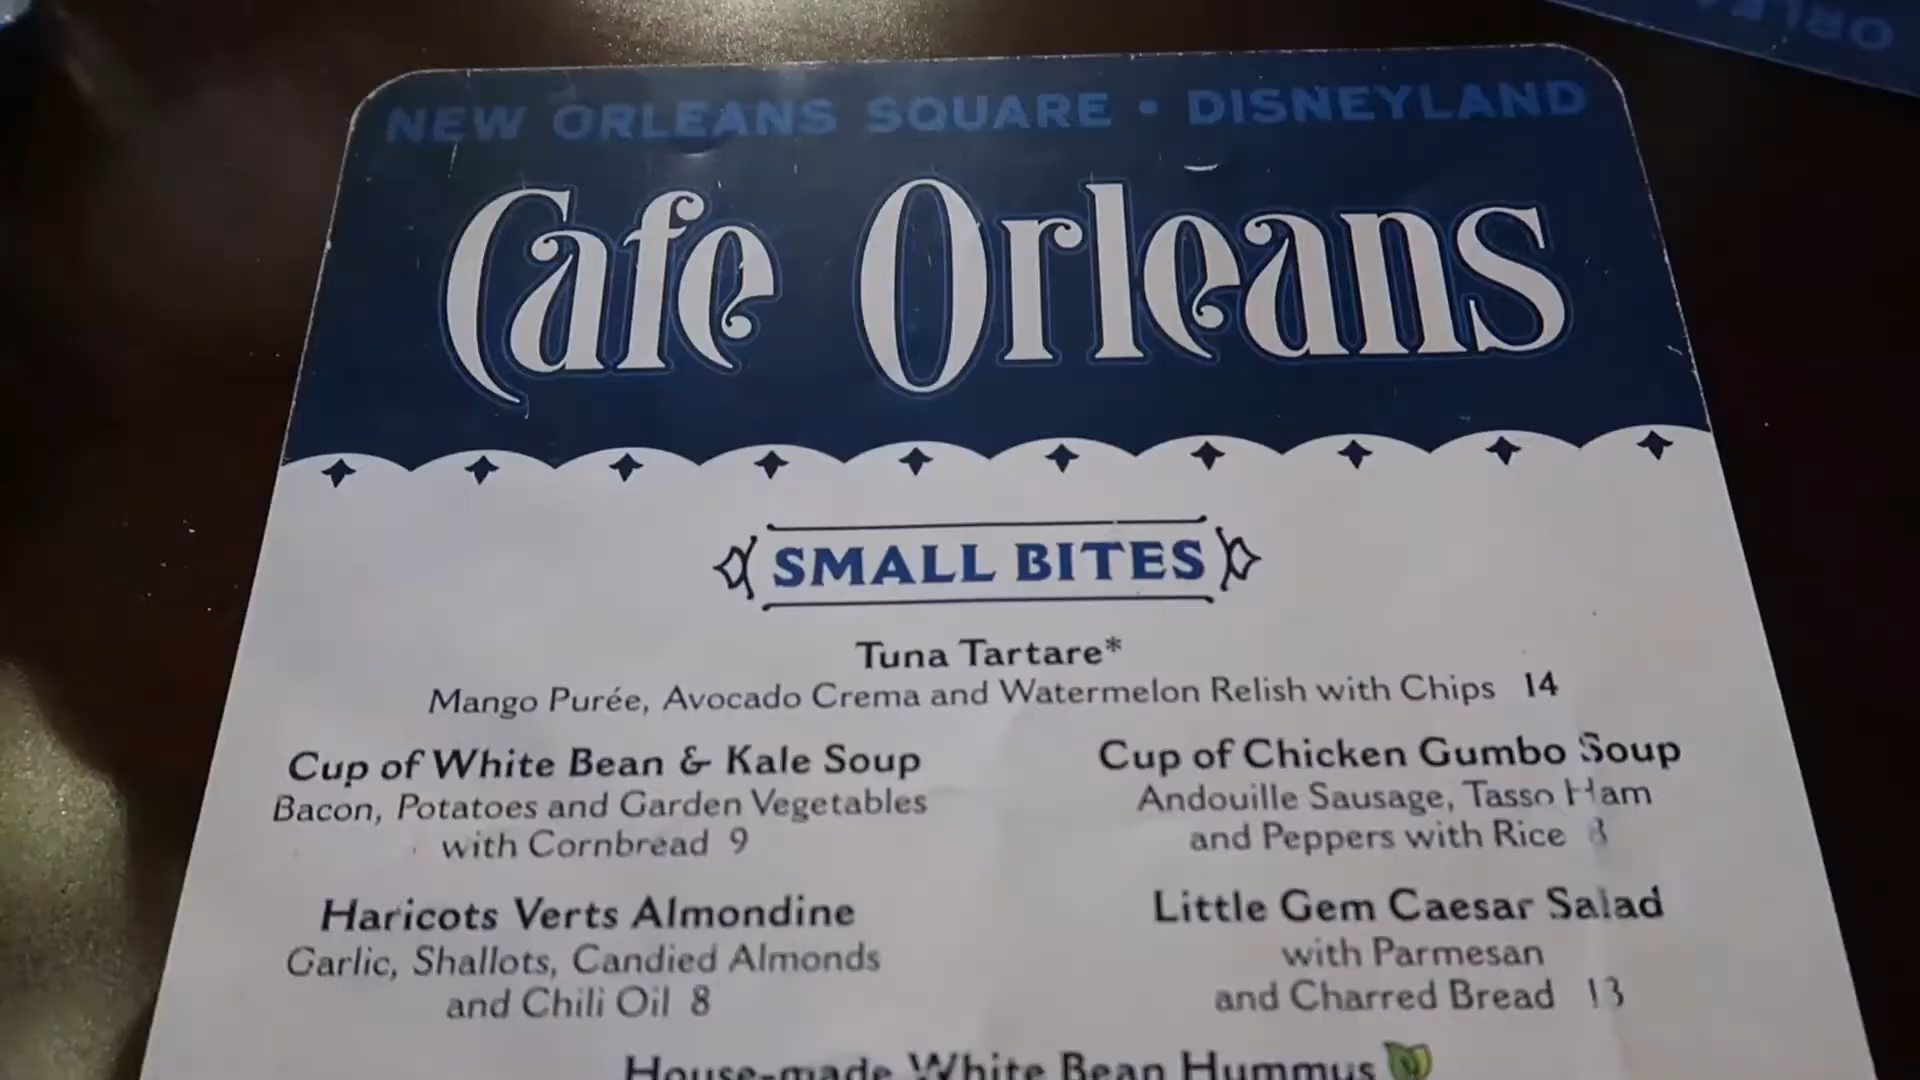 NEW ORLEANS SQUARE • DISNEYLAND
Cafe Orleans
SMALL BITES
Tuna Tartare*
Mango Purée, Avocado Crema and Watermelon Relish with Chips 14
Cup of White Bean & Kale Soup
Bacon, Potatoes and Garden Vegetables
with Cornbread 9
Cup of Chicken Gumbo Soup
Andouille Sausage, Tasso Ham
and Peppers with Rice
Haricots Verts Almondine
Garlic, Shallots, Candied Almonds
and Chili Oil 8
Little Gem Caesar Salad
with Parmesan
and Charred Bread 13
House-made White Bean Hummus